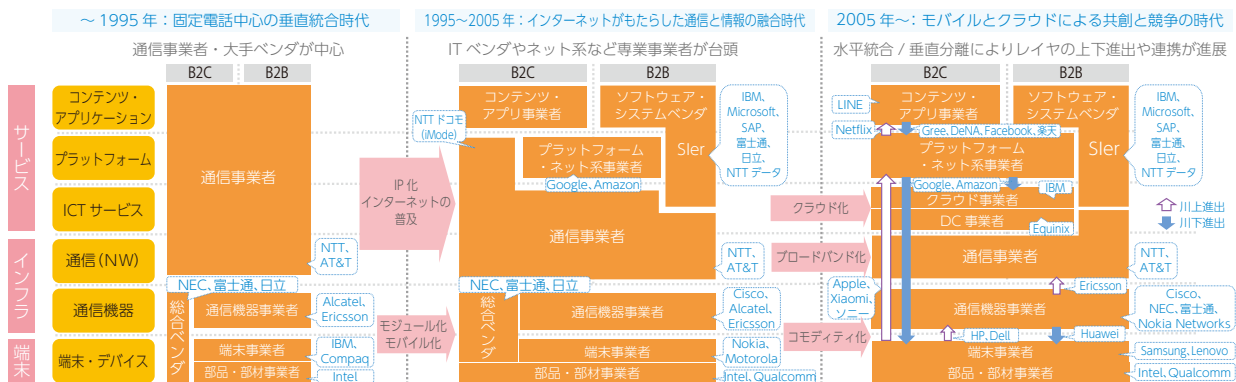 ～1995年：固定電話中心の垂直統合時代
通信事業者・大手ベンダが中心
B2C
B2B
サービス
インフラ
端末
コンテンツ・
アプリケーション
プラットフォーム
ICTサービス
通信(NW)
通信機器
端末・デバイス
通信事業者
NTT、
AT&T
NEC、富士通、日立
総合ベンダ
通信機器事業者
Alcatel、
Ericsson
端末事業者
IBM、
Compaq
部品・部材事業者
Intel
IP化
インターネットの
普及
モジュール化
モバイル化
1995～2005年：インターネットがもたらした通信と情報の融合時代
ITベンダやネット系など専業事業者が台頭
B2C
B2B
コンテンツ・
アプリ事業者
ソフトウェア・
システムベンダ
NTTドコモ
(iMode)
IBM、
Microsoft、
SAP、
富士通、
日立、
NTTデータ
SIer
プラットフォーム
・ネット系事業者
Google、Amazon
通信事業者
NTT、
AT&T
NEC、富士通、日立
総合ベンダ
通信機器事業者
Cisco、
Alcatel、
Ericsson
端末事業者
Nokia、
Motorola
部品・部材事業者
Intel、Qualcomm
クラウド化
ブロードバンド化
コモディティ化
2005年～：モバイルとクラウドによる共創と競争の時代
水平統合/垂直分離によりレイヤの上下進出や連携が進展
B2C
B2B
LINE
コンテンツ・
アプリ事業者
ソフトウェア・
システムベンダ
Netflix
Gree、DeNA、Facebook、楽天
IBM、
Microsoft、
SAP、
富士通、
日立、
NTTデータ
SIer
プラットフォーム
・ネット系事業者
Google、Amazon
IBM
クラウド事業者
DC事業者
Equinix
川上進出
川下進出
通信事業者
NTT、
AT&T
Apple、
Xiaomi、
ソニー
Ericsson
通信機器事業者
Cisco、
NEC、富士通、
Nokia Networks
HP、Dell
Huawei
端末事業者
Samsung、Lenovo
部品・部材事業者
Intel、Qualcomm